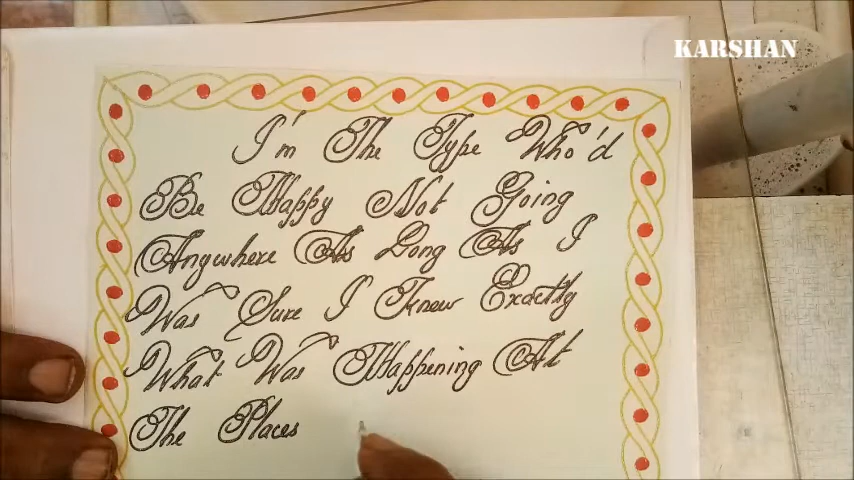 KARSHAN
I'm The Type Who'd
Be Happy Not Going
Anywhere As Long As I
Was Sure I Knew Exactly
What Was Happening At
The Places